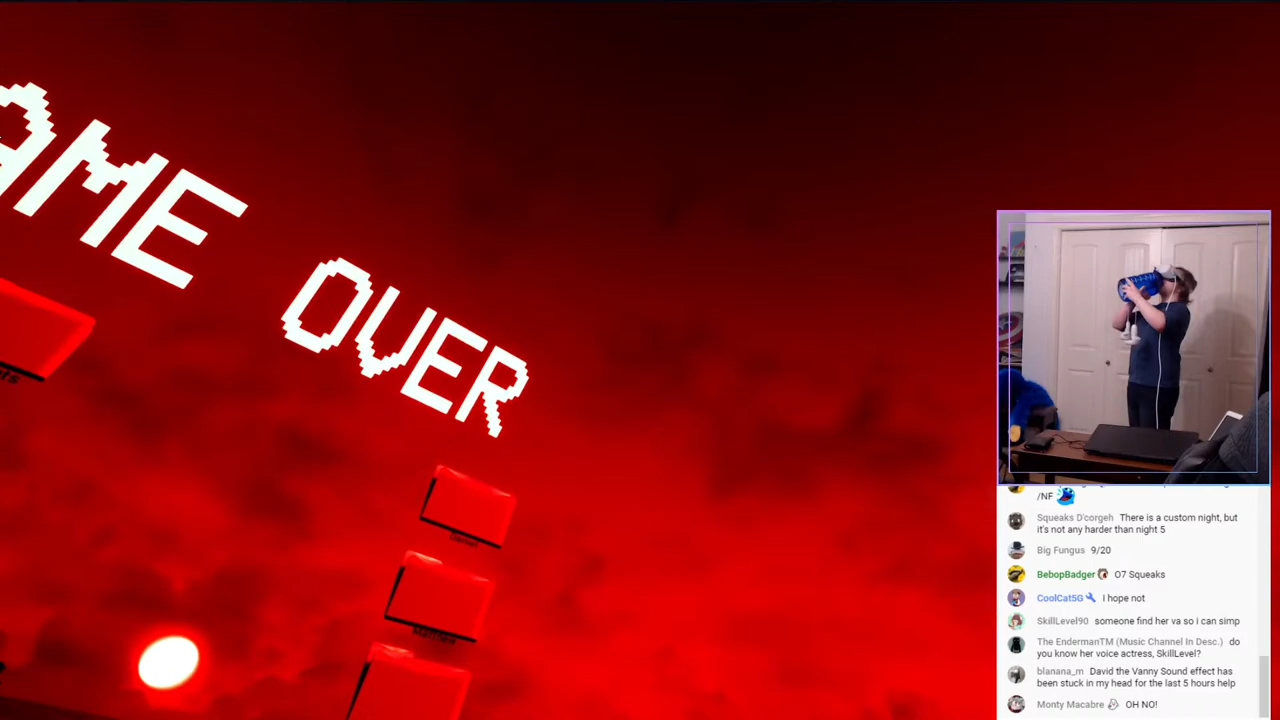 AME OVER
Daniel
Matthew
/NF
Squeaks D'corgeh There is a custom night, but
it's not any harder than night 5
Big Fungus 9/20
BebopBadger O7 Squeaks
CoolCat5G I hope not
SkillLevel90 someone find her va so i can simp
The EndermanTM (Music Channel In Desc.) do
you know her voice actress, SkillLevel?
blanana_m David the Vanny Sound effect has
been stuck in my head for the last 5 hours help
Monty Macabre OH NO!